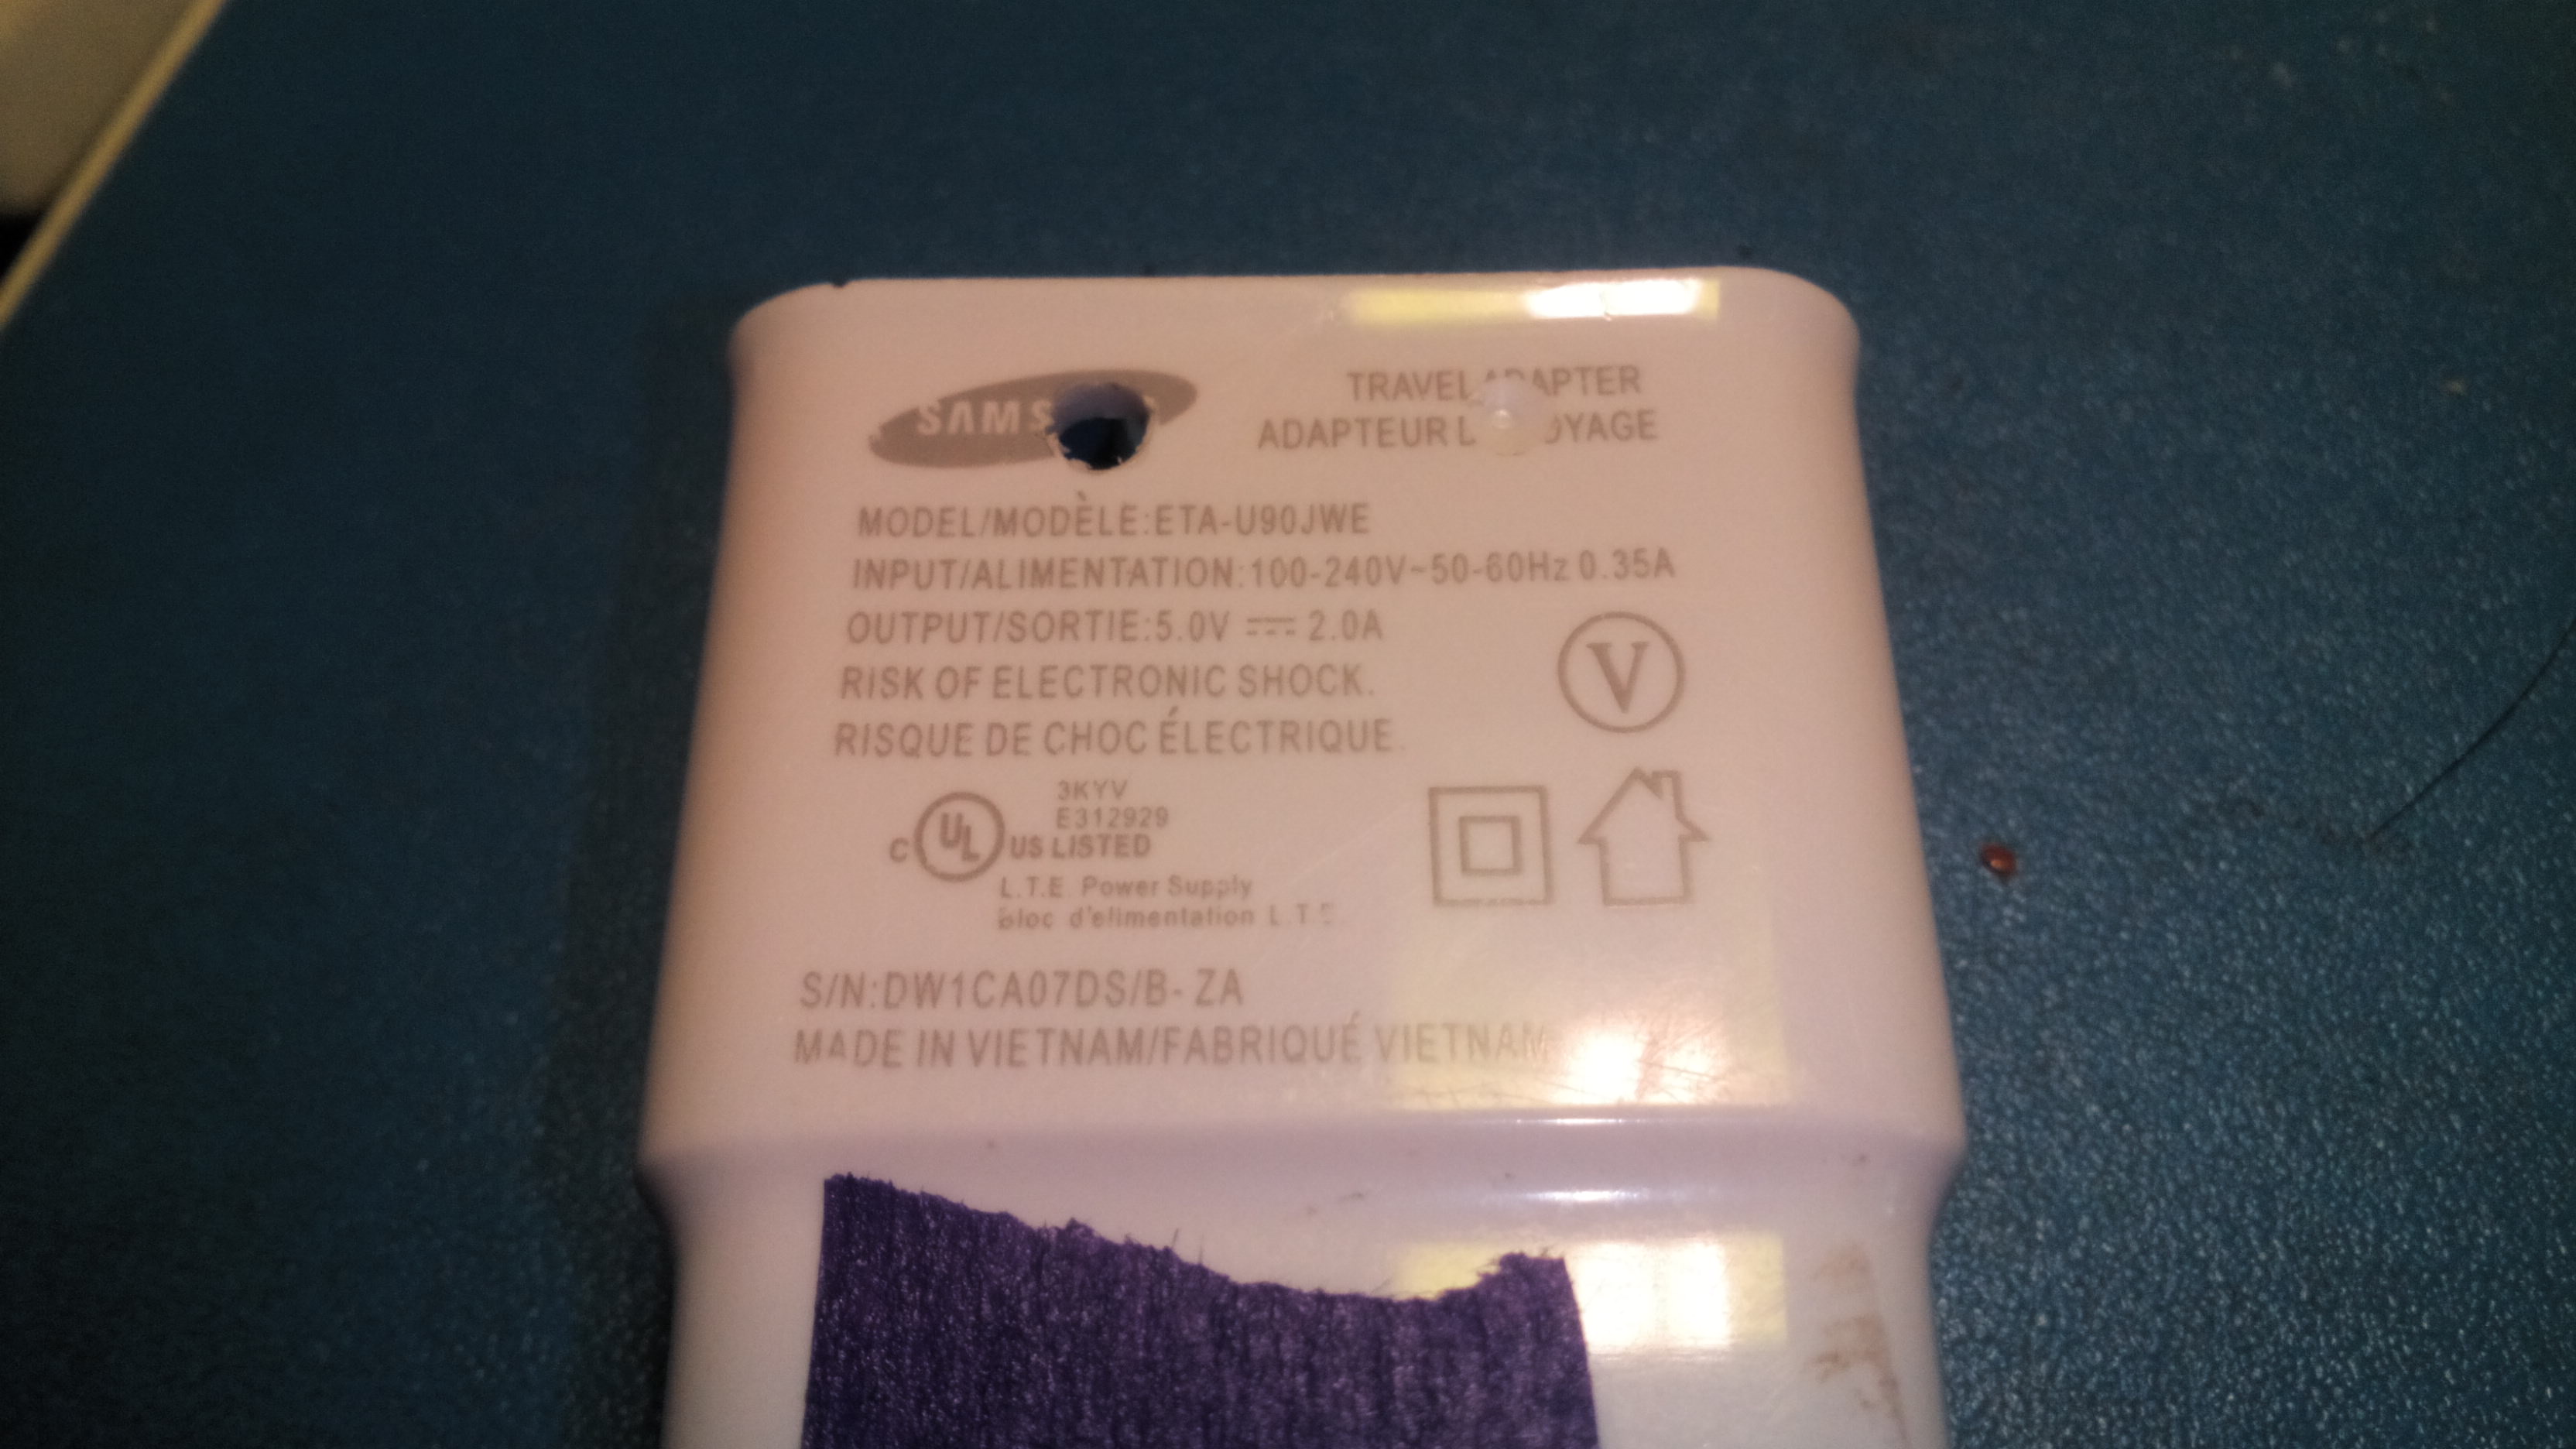 SAMS
TRAVEL ADAPTER
ADAPTEUR OYAGE
MODEL/MODÈLE:ETA-U90JWE
INPUT/ALIMENTATION:100-240V~50-60Hz 0.35A
OUTPUT/SORTIE:5.0V ⎓ 2.0A
RISK OF ELECTRONIC SHOCK.
RISQUE DE CHOC ÉLECTRIQUE.
V
3KYV
E312929
C UL US LISTED
L.T.E. Power Supply
Bloc d'elimentation L.T.E.
S/N:DW1CA07DS/B- ZA
MADE IN VIETNAM/FABRIQUÉ VIETNAM